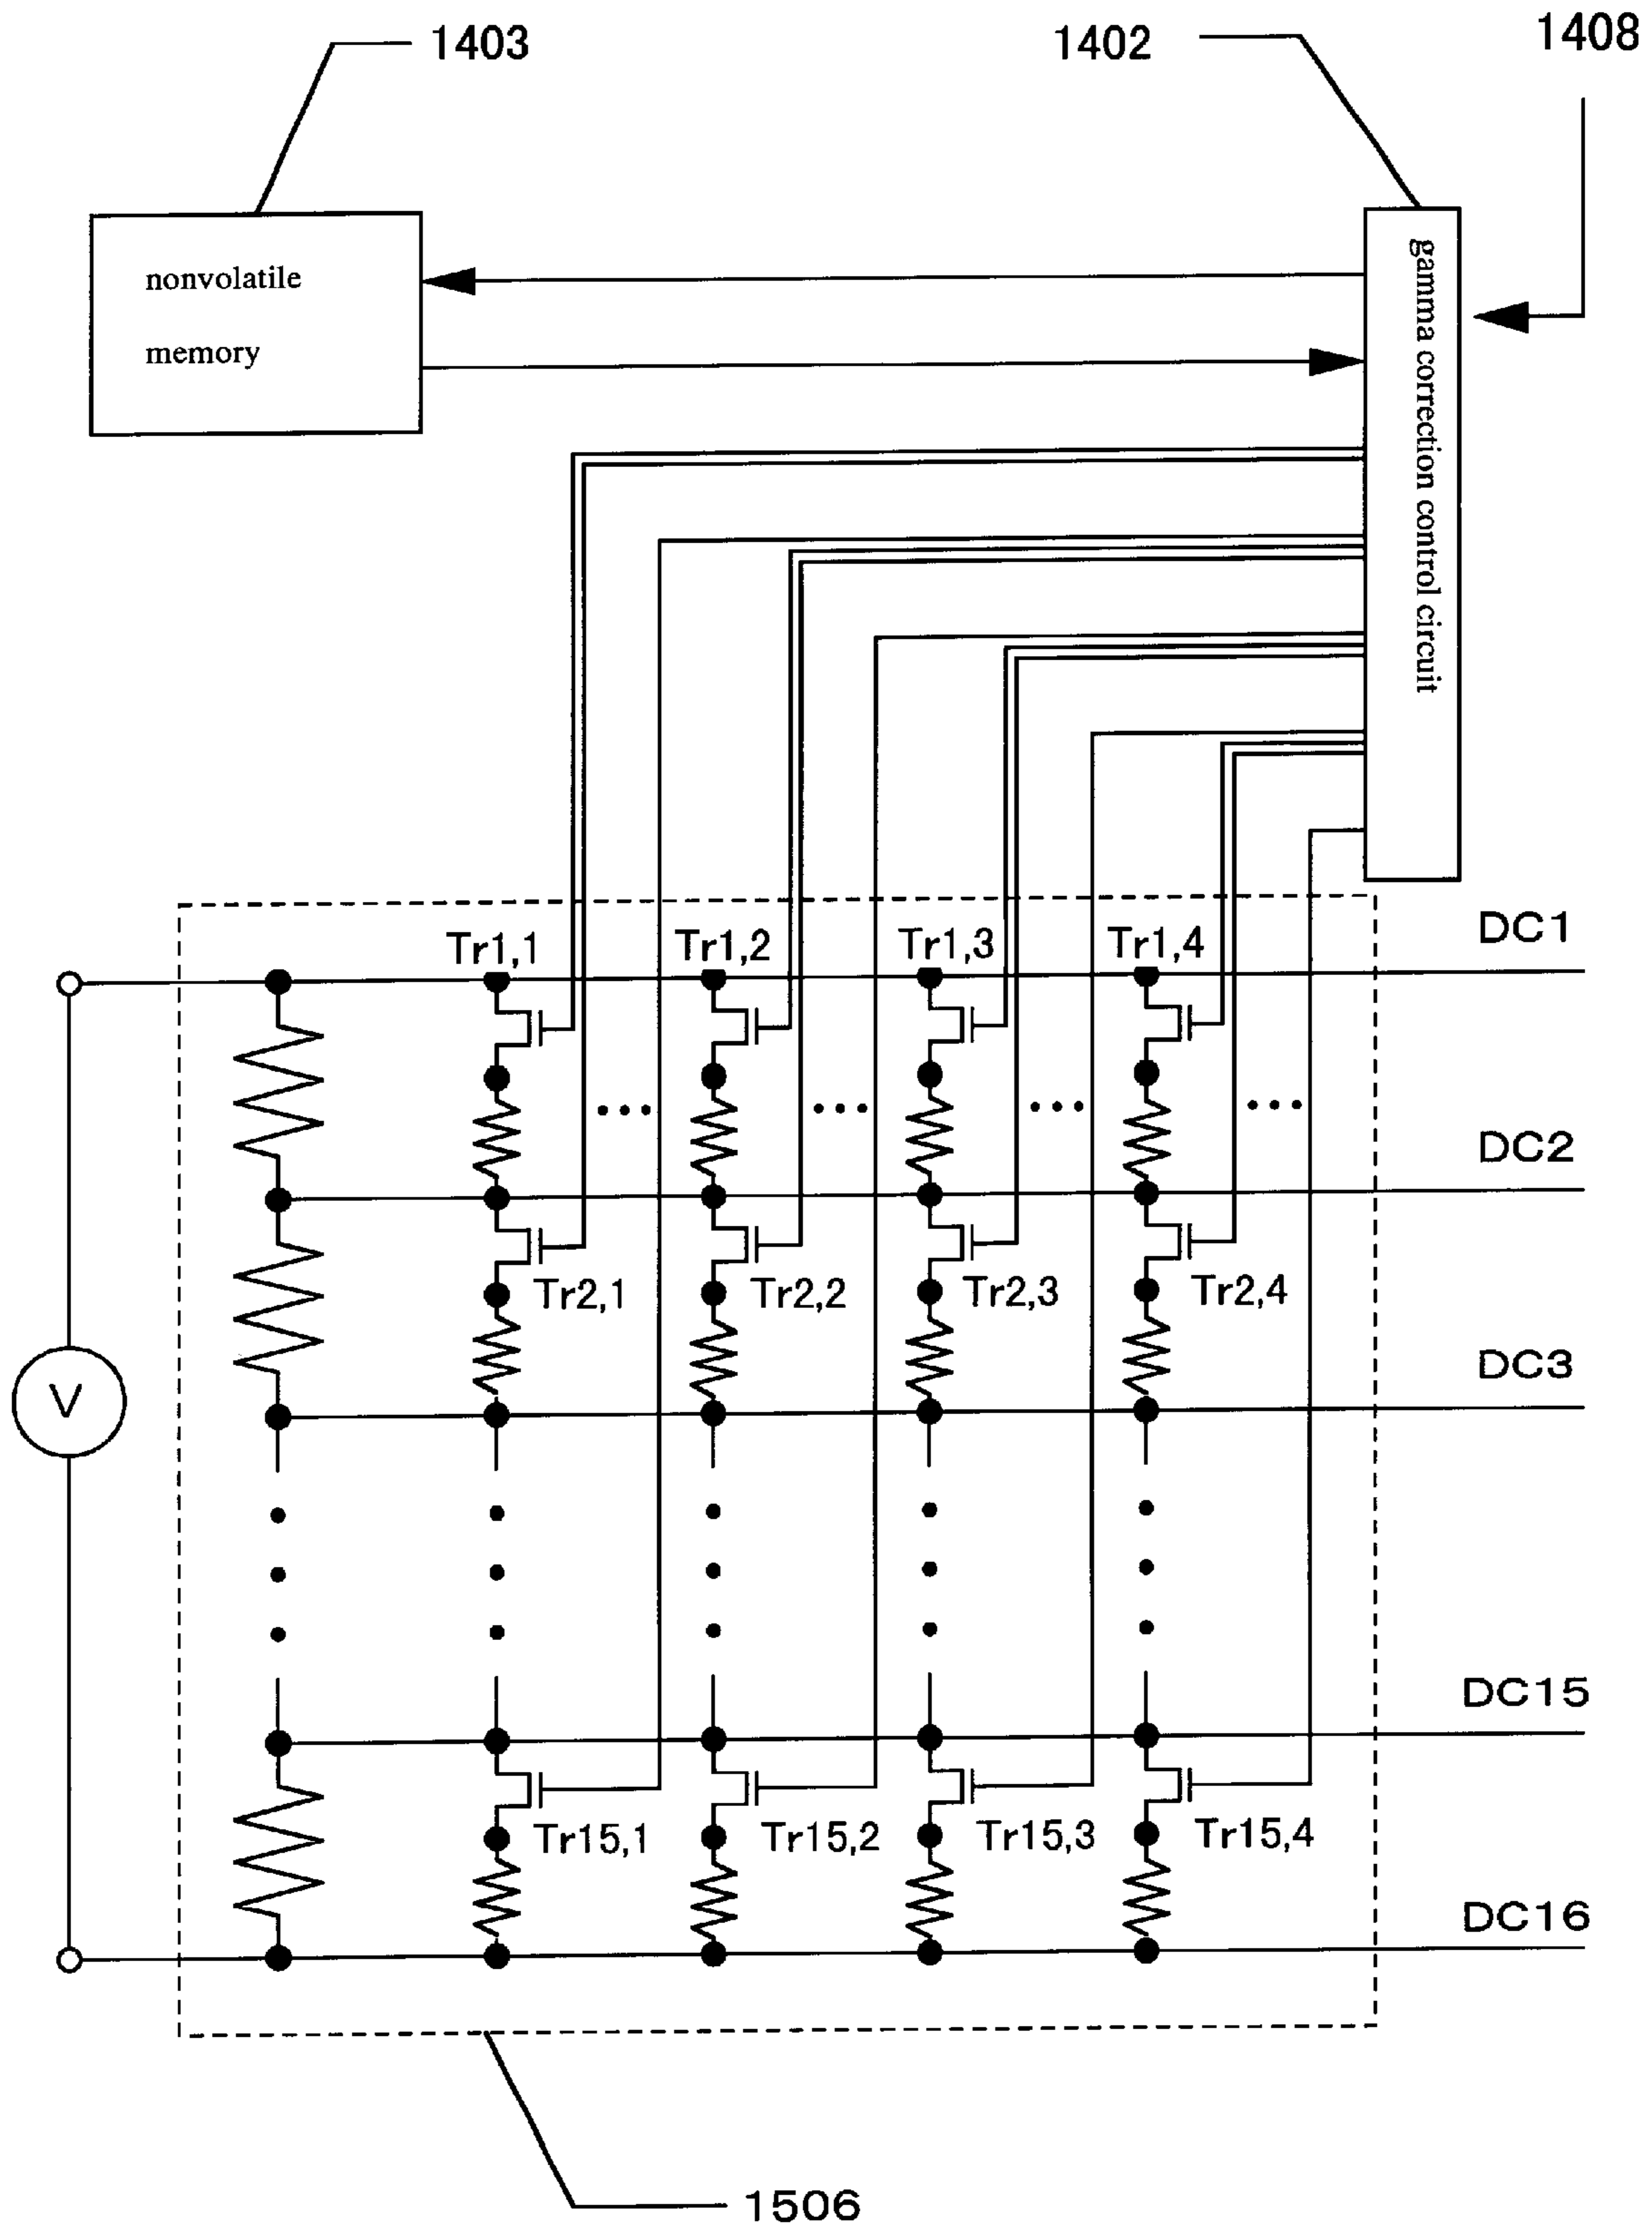 1403
1402
1408
nonvolatile
memory
gamma correction control circuit
Tr1,1
Tr1,2
Tr1,3
Tr1,4
DC1
DC2
Tr2,1
Tr2,2
Tr2,3
Tr2,4
DC3
V
DC15
Tr15,1
Tr15,2
Tr15,3
Tr15,4
DC16
1506